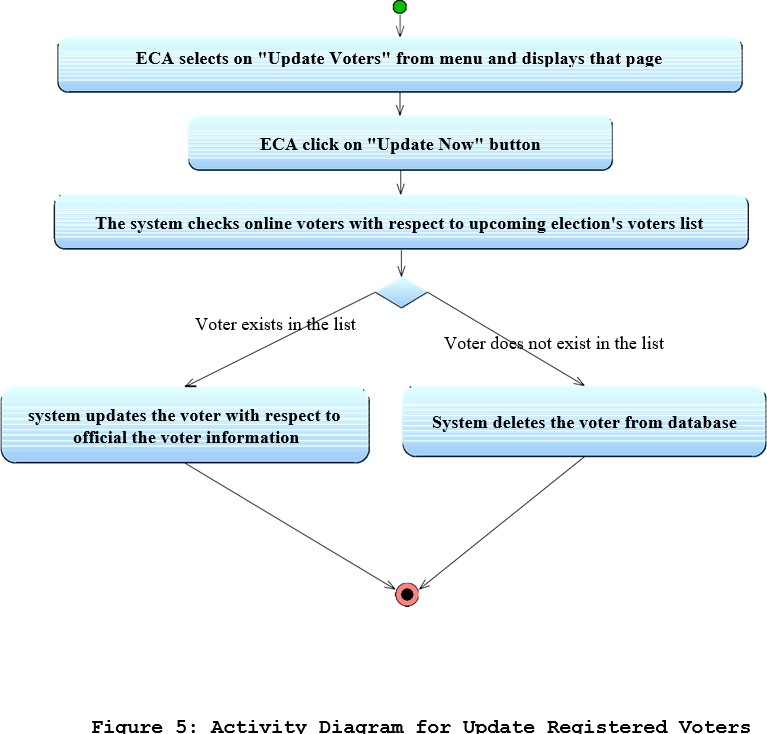 ECA selects on "Update Voters" from menu and displays that page
ECA click on "Update Now" button
The system checks online voters with respect to upcoming election's voters list
Voter exists in the list
Voter does not exist in the list
system updates the voter with respect to
official the voter information
System deletes the voter from database
Figure 5: Activity Diagram for Update Registered Voters